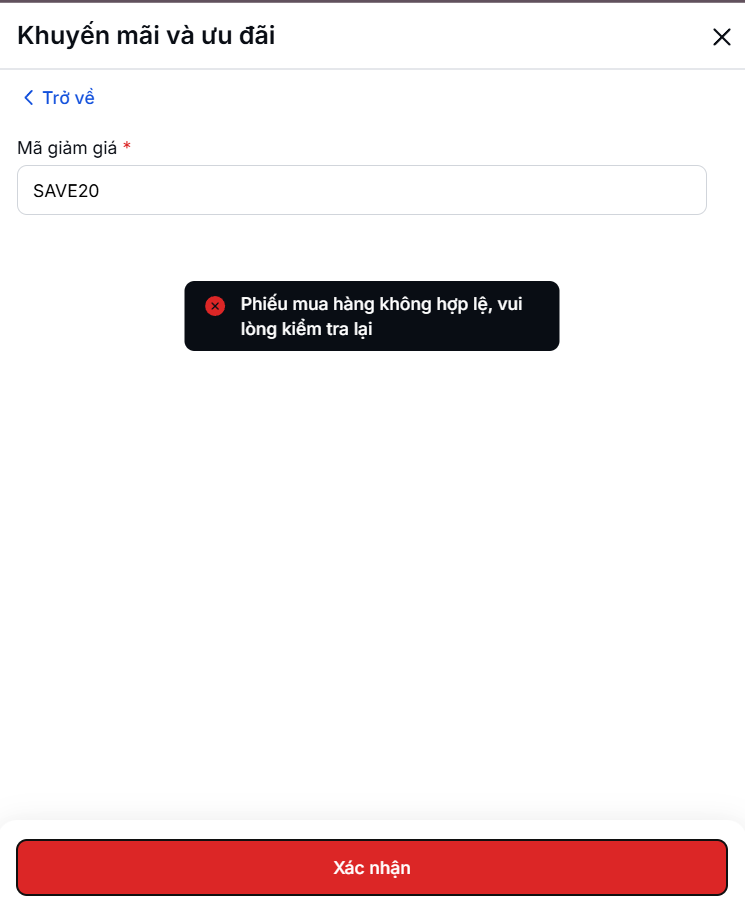 Khuyến mãi và ưu đãi
Trở về
Mã giảm giá *
SAVE20
Phiếu mua hàng không hợp lệ, vui
lòng kiểm tra lại
Xác nhận